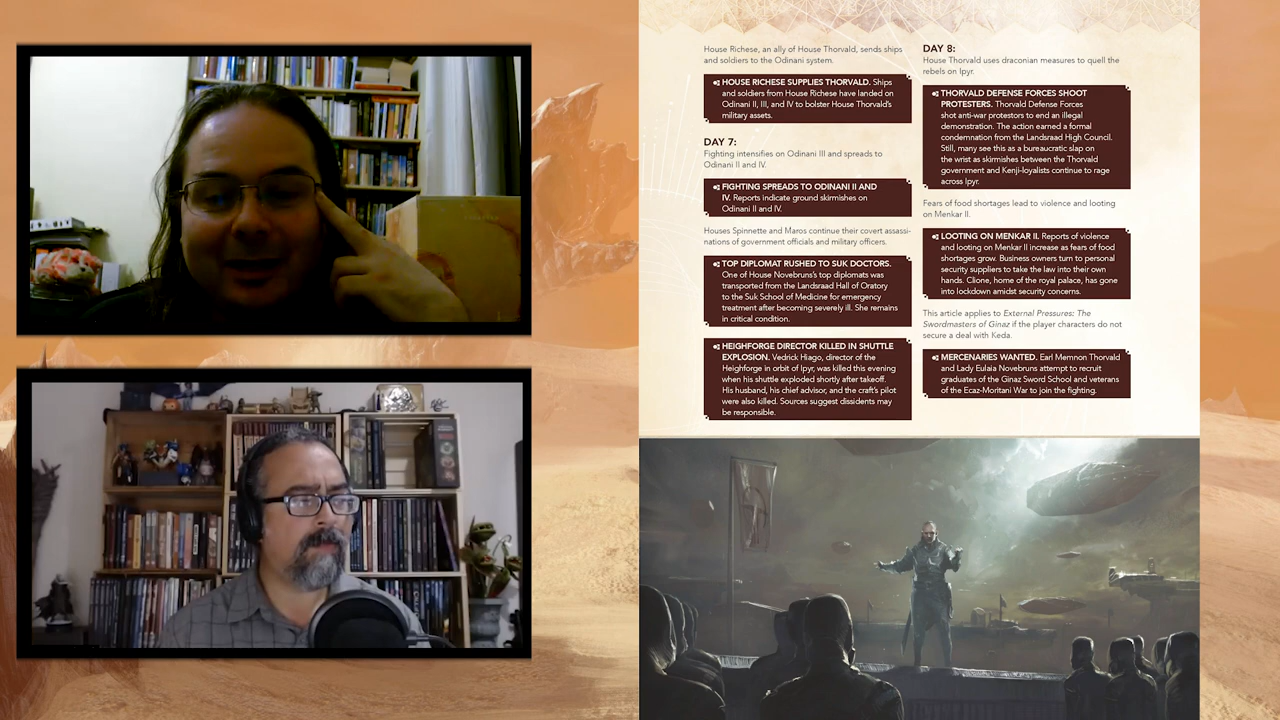 House Richese, an ally of House Thorvald, sends ships
and soldiers to the Odinani system.
HOUSE RICHESE SUPPLIES THORVALD. Ships
and soldiers from House Richese have landed on
Odinani II, III, and IV to bolster House Thorvald's
military assets.
DAY 7:
Fighting intensifies on Odinani III and spreads to
Odinani II and IV.
FIGHTING SPREADS TO ODINANI II AND
IV. Reports indicate ground skirmishes on
Odinani II and IV.
Houses Spinnette and Maros continue their covert assassi-
nations of government officials and military officers.
TOP DIPLOMAT RUSHED TO SUK DOCTORS.
One of House Novebruns's top diplomats was
transported from the Landsraad Hall of Oratory
to the Suk School of Medicine for emergency
treatment after becoming severely ill. She remains
in critical condition.
HEIGHFORGE DIRECTOR KILLED IN SHUTTLE
EXPLOSION. Vedrick Hiago, director of the
Heighforge in orbit of Ipyr, was killed this evening
when his shuttle exploded shortly after takeoff.
His husband, his chief advisor, and the craft's pilot
were also killed. Sources suggest dissidents may
be responsible.
DAY 8:
House Thorvald uses draconian measures to quell the
rebels on Ipyr.
THORVALD DEFENSE FORCES SHOOT
PROTESTERS. Thorvald Defense Forces
shot anti-war protestors to end an illegal
demonstration. The action earned a formal
condemnation from the Landsraad High Council.
Still, many see this as a bureaucratic slap on
the wrist as skirmishes between the Thorvald
government and Kenji-loyalists continue to rage
across Ipyr.
Fears of food shortages lead to violence and looting
on Menkar II.
LOOTING ON MENKAR II. Reports of violence
and looting on Menkar II increase as fears of food
shortages grow. Business owners turn to personal
security suppliers to take the law into their own
hands. Clione, home of the royal palace, has gone
into lockdown amidst security concerns.
This article applies to External Pressures: The
Swordmasters of Ginaz if the player characters do not
secure a deal with Keda.
MERCENARIES WANTED. Earl Memnon Thorvald
and Lady Eulaia Novebruns attempt to recruit
graduates of the Ginaz Sword School and veterans
of the Ecaz-Moritani War to join the fighting.